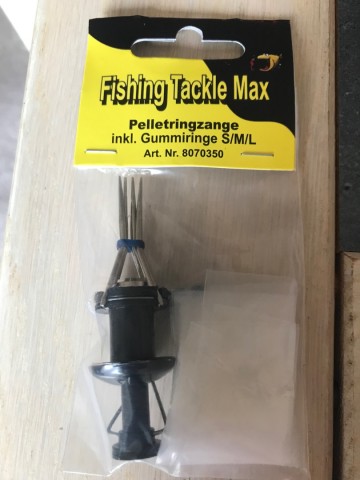 Fishing Tackle Max
Pelletringzange
inkl. Gummiringe S/M/L
Art. Nr. 8070350